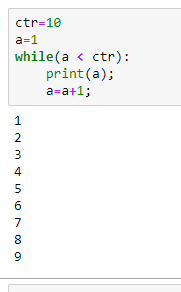 ctr=10
a=1
while(a < ctr):
    print(a);
    a=a+1;
1
2
3
4
5
6
7
8
9